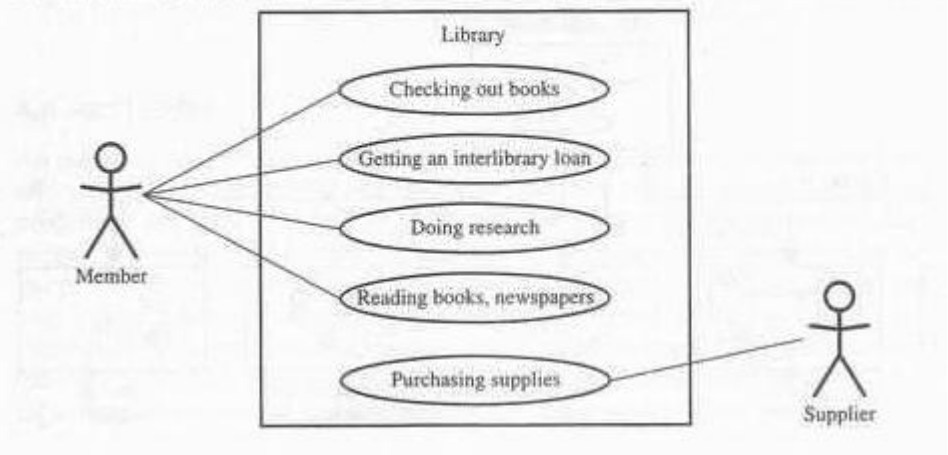 Library
Checking out books
Getting an interlibrary loan
Doing research
Member
Reading books, newspapers
Purchasing supplies
Supplier